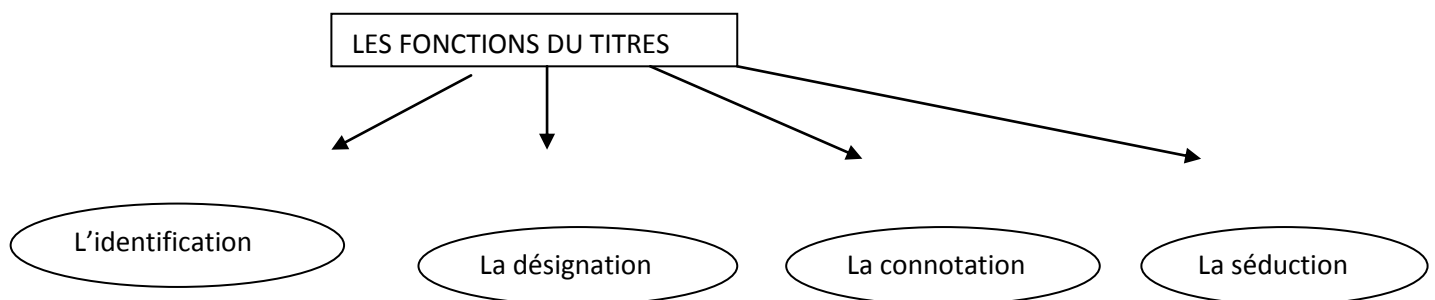 LES FONCTIONS DU TITRES
L’identification
La désignation
La connotation
La séduction